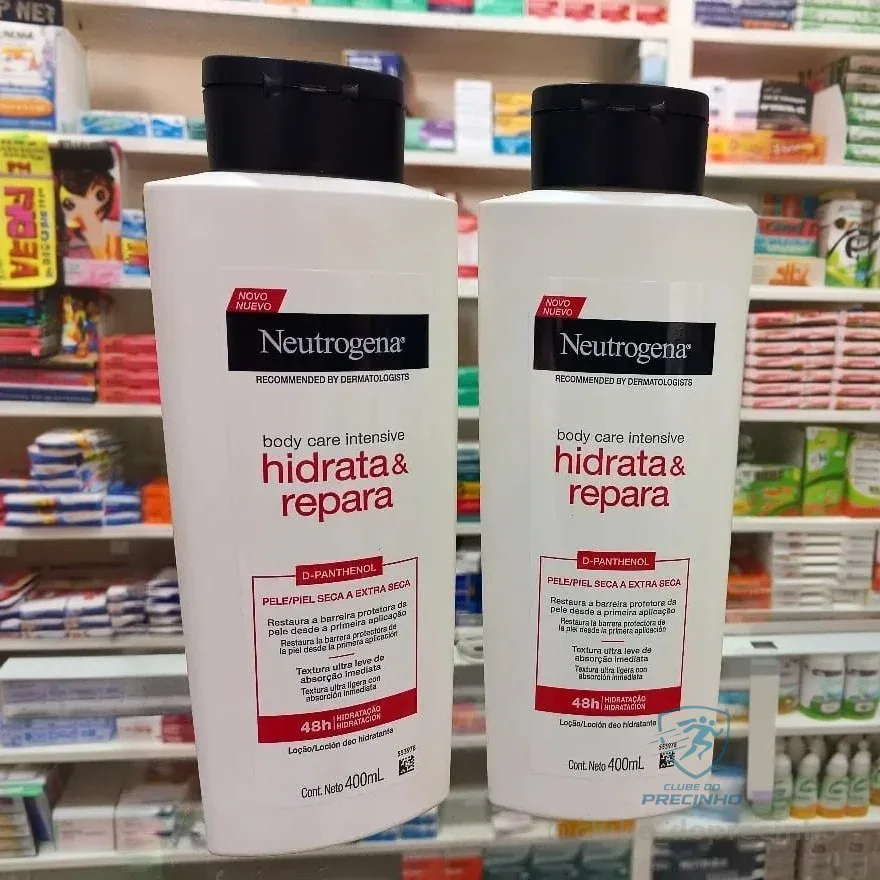 NOVO
NUEVO
Neutrogena®
RECOMMENDED BY DERMATOLOGISTS
body care intensive
hidrata &
repara
D-PANTHENOL
PELE/PIEL SECA A EXTRA SECA
Restaura a barreira protetora da
pele desde a primeira aplicação
Restaura la barrera protectora de
la piel desde la primera aplicación
Textura ultra leve de
absorção imediata
Textura ultra ligera con
absorción inmediata
48h HIDRATAÇÃO
HIDRATACIÓN
Loção/Loción deo hidratante
553978
Cont. Neto 400mL
NOVO
NUEVO
Neutrogena®
RECOMMENDED BY DERMATOLOGISTS
body care intensive
hidrata &
repara
D-PANTHENOL
PELE/PIEL SECA A EXTRA SECA
Restaura a barreira protetora da
pele desde a primeira aplicação
Restaura la barrera protectora de
la piel desde la primera aplicación
Textura ultra leve de
absorção imediata
Textura ultra ligera con
absorción inmediata
48h HIDRATAÇÃO
HIDRATACIÓN
Loção/Loción deo hidratante
553978
Cont. Neto 400mL
CLUBE DO
PRECINHO